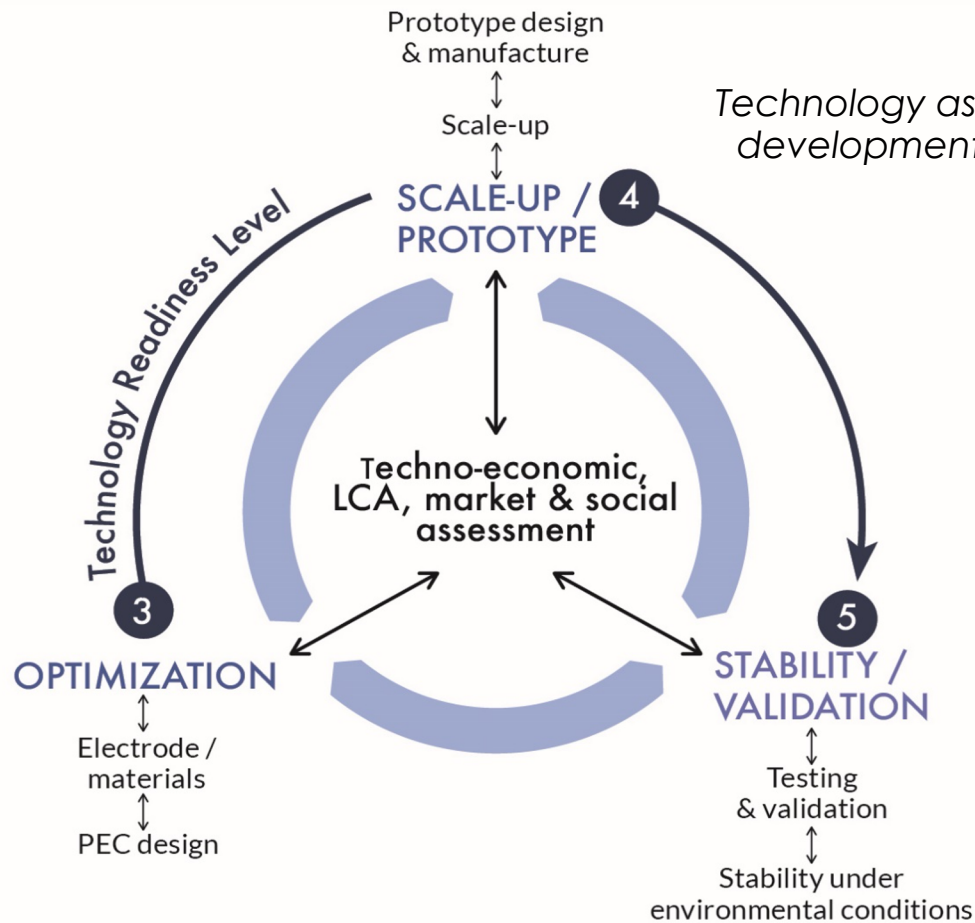 Prototype design
& manufacture
Scale-up
Technology as
development
SCALE-UP /
PROTOTYPE
4
Technology Readiness Level
Techno-economic,
LCA, market & social
assessment
3
OPTIMIZATION
Electrode /
materials
PEC design
5
STABILITY /
VALIDATION
Testing
& validation
Stability under
environmental conditions